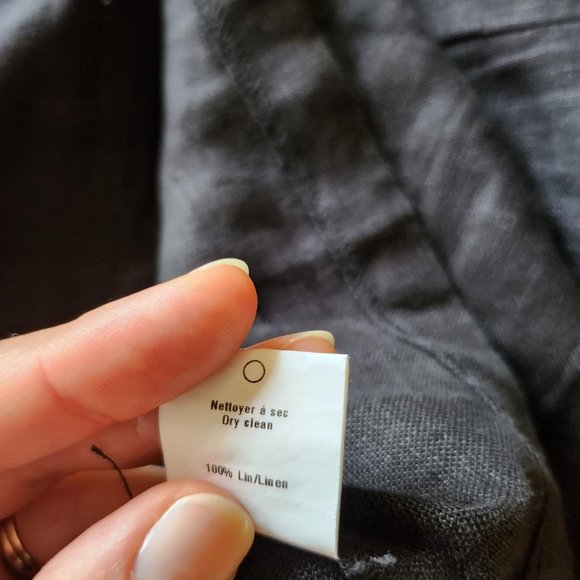 Nettoyer à sec
Dry clean
100% Lin/Linen